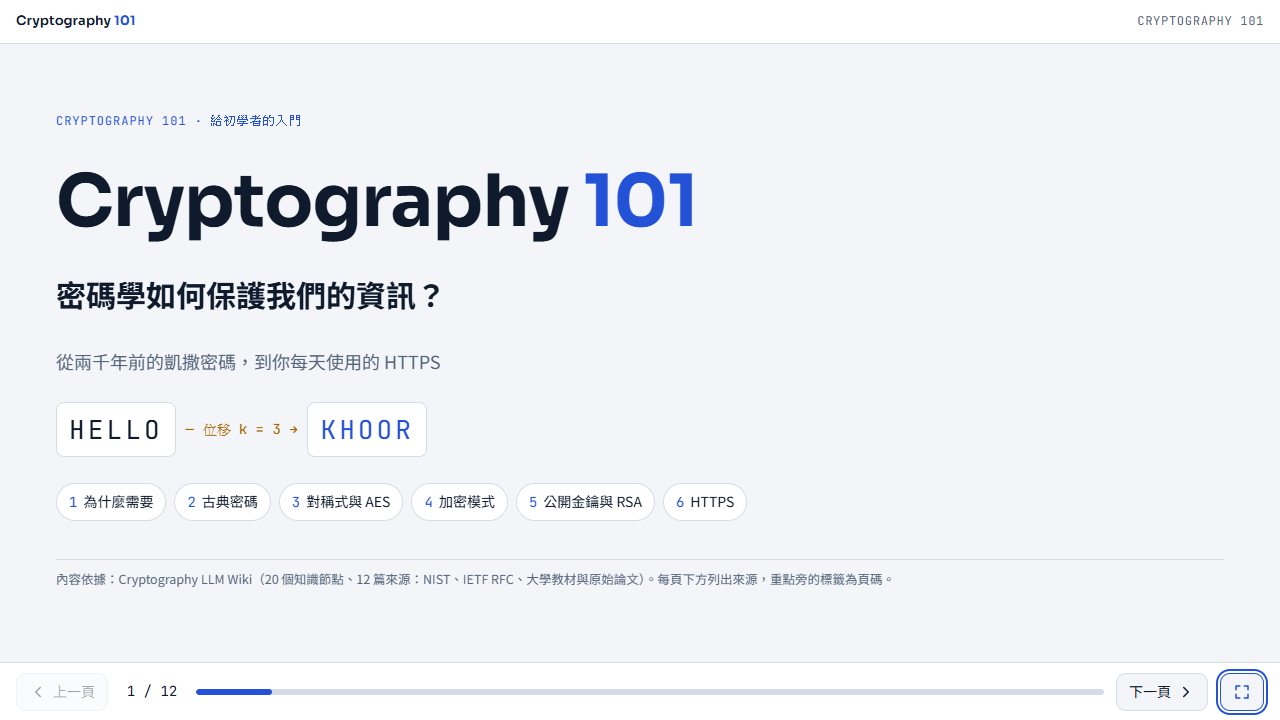 Cryptography 101
CRYPTOGRAPHY 101
CRYPTOGRAPHY 101 · 給初學者的入門
Cryptography 101
密碼學如何保護我們的資訊？
從兩千年前的凱撒密碼，到你每天使用的 HTTPS
HELLO — 位移 k = 3 → KHOOR
1 為什麼需要 2 古典密碼 3 對稱式與 AES 4 加密模式 5 公開金鑰與 RSA 6 HTTPS
內容依據：Cryptography LLM Wiki（20 個知識節點、12 篇來源：NIST、IETF RFC、大學教材與原始論文）。每頁下方列出來源，重點旁的標籤為頁碼。
上一頁 1 / 12 下一頁